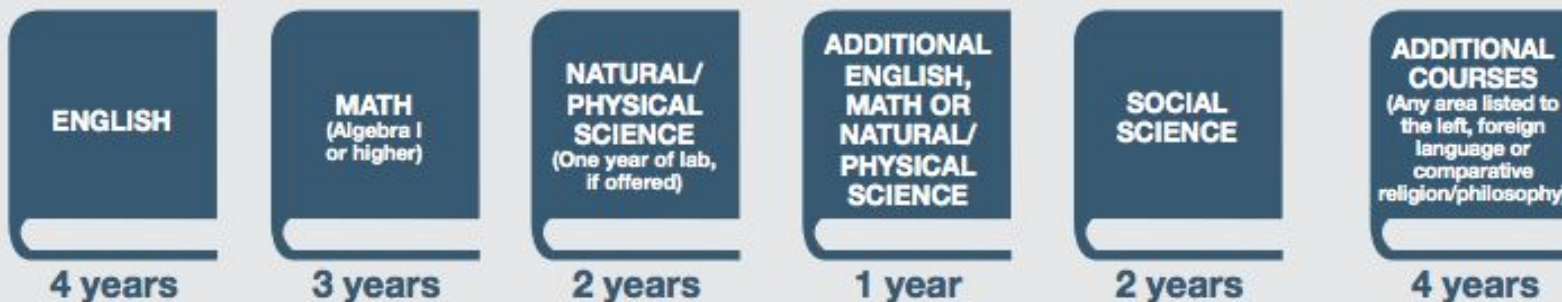 ENGLISH
4 years
MATH
(Algebra I
or higher)
3 years
NATURAL/
PHYSICAL
SCIENCE
(One year of lab,
if offered)
2 years
ADDITIONAL
ENGLISH,
MATH OR
NATURAL/
PHYSICAL
SCIENCE
1 year
SOCIAL
SCIENCE
2 years
ADDITIONAL
COURSES
(Any area listed to
the left, foreign
language or
comparative
religion/philosophy
4 years